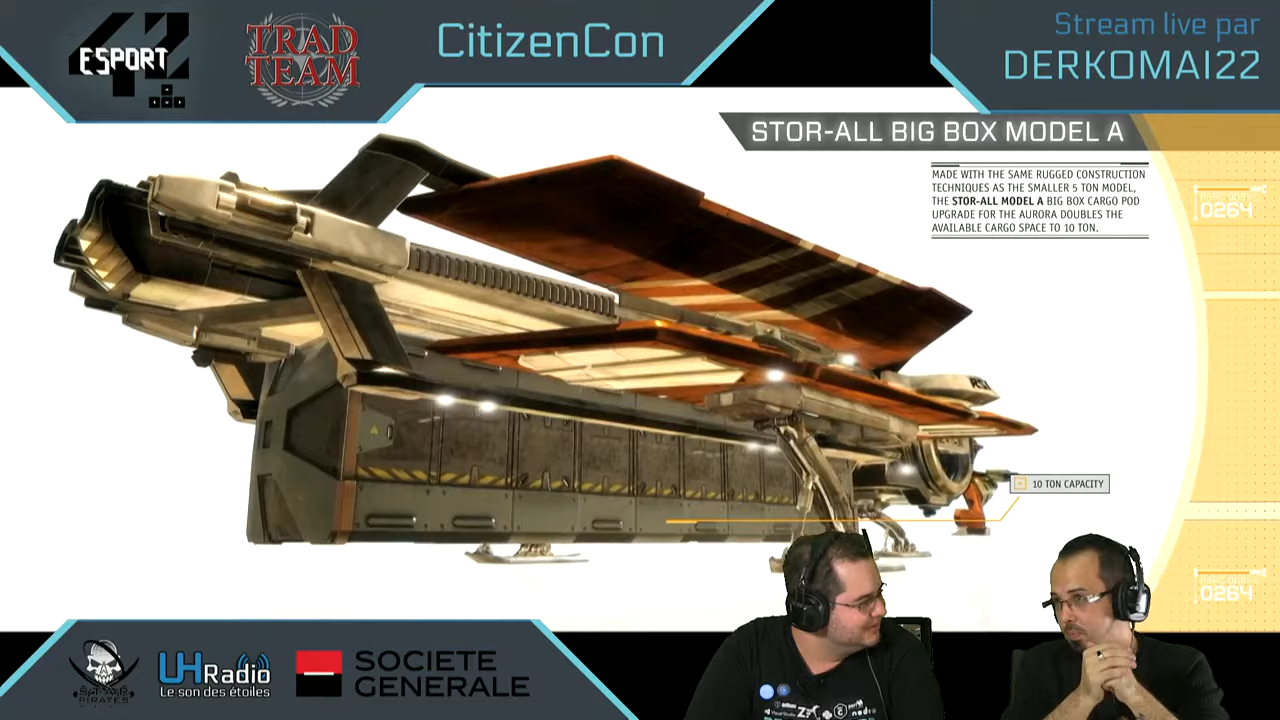 42
ESPORT
TRAD
TEAM
CitizenCon
Stream live par
DERKOMAI22
STOR-ALL BIG BOX MODEL A
MADE WITH THE SAME RUGGED CONSTRUCTION
TECHNIQUES AS THE SMALLER 5 TON MODEL,
THE STOR-ALL MODEL A BIG BOX CARGO POD
UPGRADE FOR THE AURORA DOUBLES THE
AVAILABLE CARGO SPACE TO 10 TON.
0264
RSI
10 TON CAPACITY
0264
PIRATES
UHRadio
Le son des étoiles
SOCIETE
GENERALE